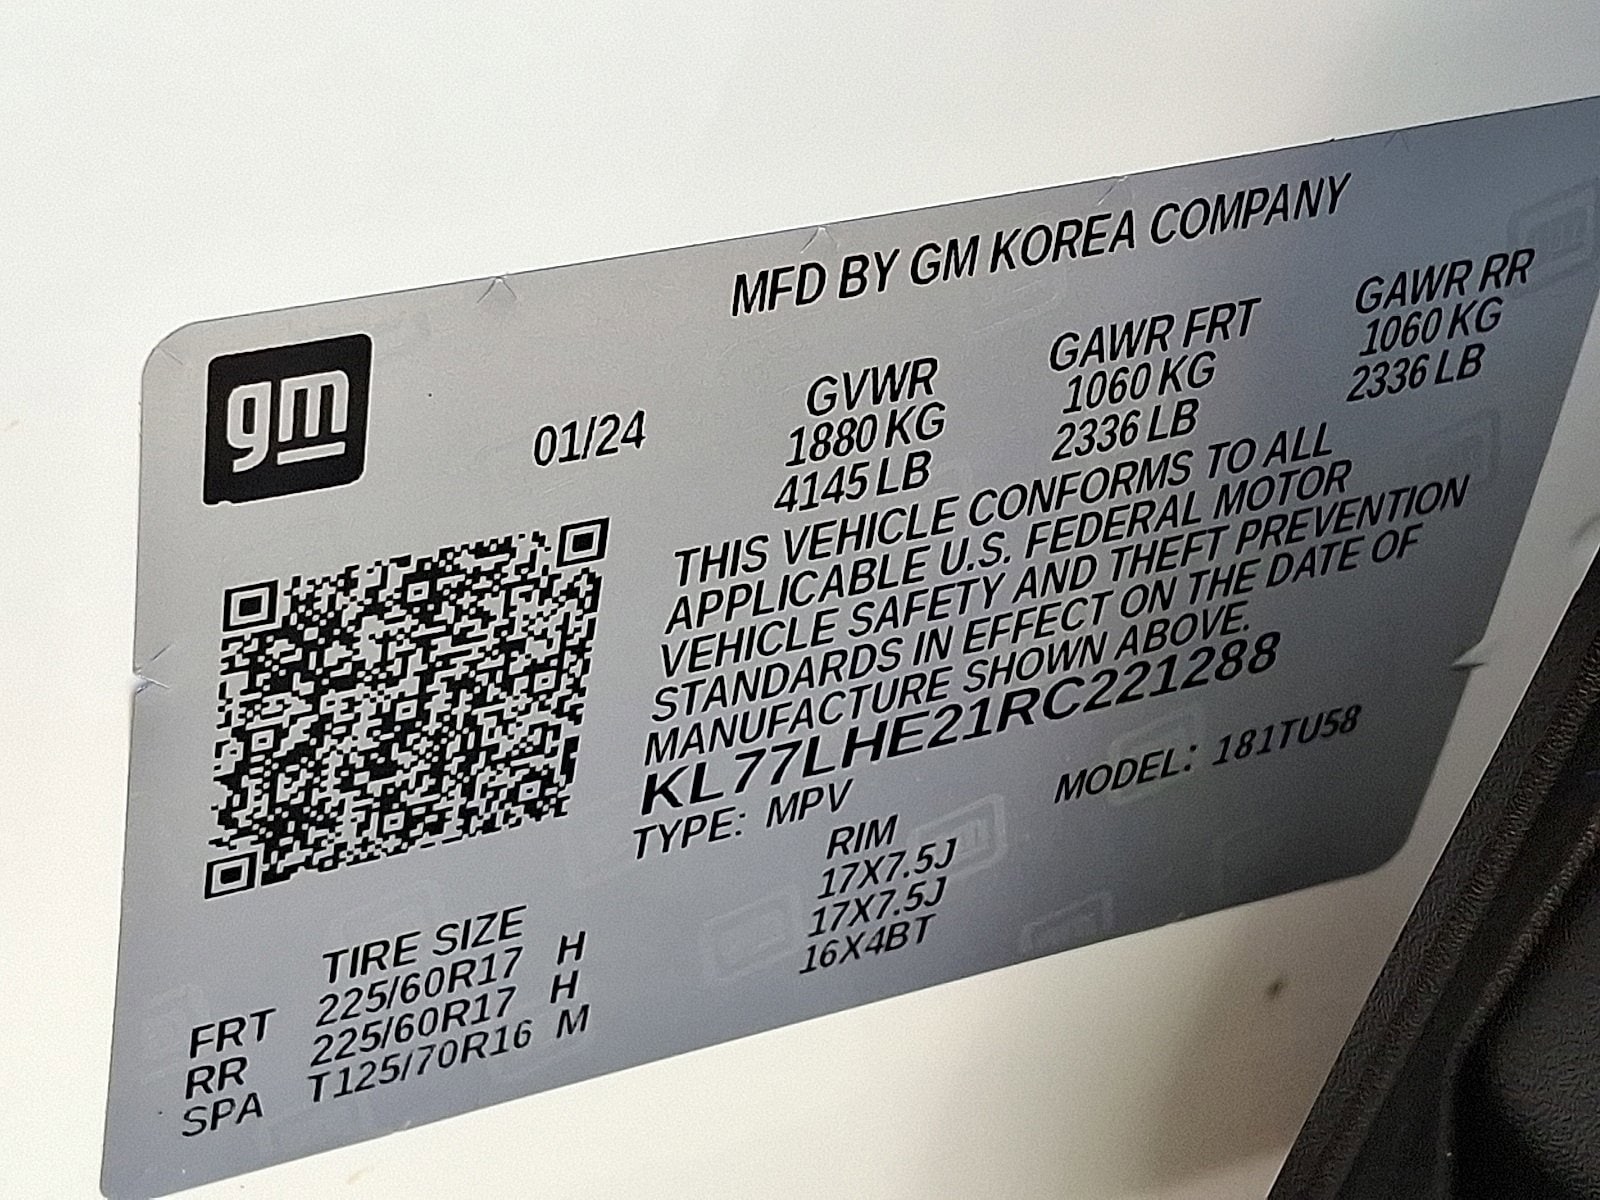 MFD BY GM KOREA COMPANY
gm
01/24
GVWR GAWR FRT GAWR RR
1880 KG 1060 KG 1060 KG
4145 LB 2336 LB 2336 LB
THIS VEHICLE CONFORMS TO ALL
APPLICABLE U.S. FEDERAL MOTOR
VEHICLE SAFETY AND THEFT PREVENTION
STANDARDS IN EFFECT ON THE DATE OF
MANUFACTURE SHOWN ABOVE.
KL77LHE21RC221288
TYPE: MPV MODEL: 181TU58
TIRE SIZE RIM
FRT 225/60R17 H 17X7.5J
RR 225/60R17 H 17X7.5J
SPA T125/70R16 M 16X4BT